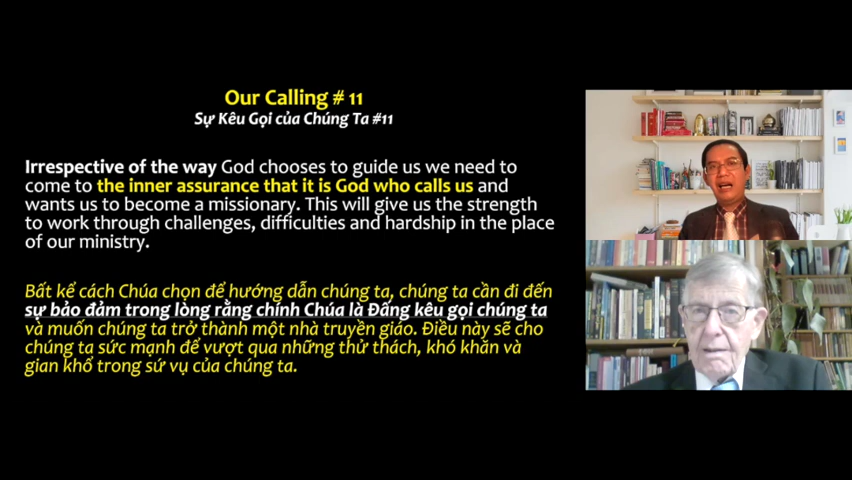 Our Calling # 11
Sự Kêu Gọi của Chúng Ta #11
Irrespective of the way God chooses to guide us we need to
come to the inner assurance that it is God who calls us and
wants us to become a missionary. This will give us the strength
to work through challenges, difficulties and hardship in the place
of our ministry.
Bất kể cách Chúa chọn để hướng dẫn chúng ta, chúng ta cần đi đến
sự bảo đảm trong lòng rằng chính Chúa là Đấng kêu gọi chúng ta
và muốn chúng ta trở thành một nhà truyền giáo. Điều này sẽ cho
chúng ta sức mạnh để vượt qua những thử thách, khó khăn và
gian khổ trong sứ vụ của chúng ta.